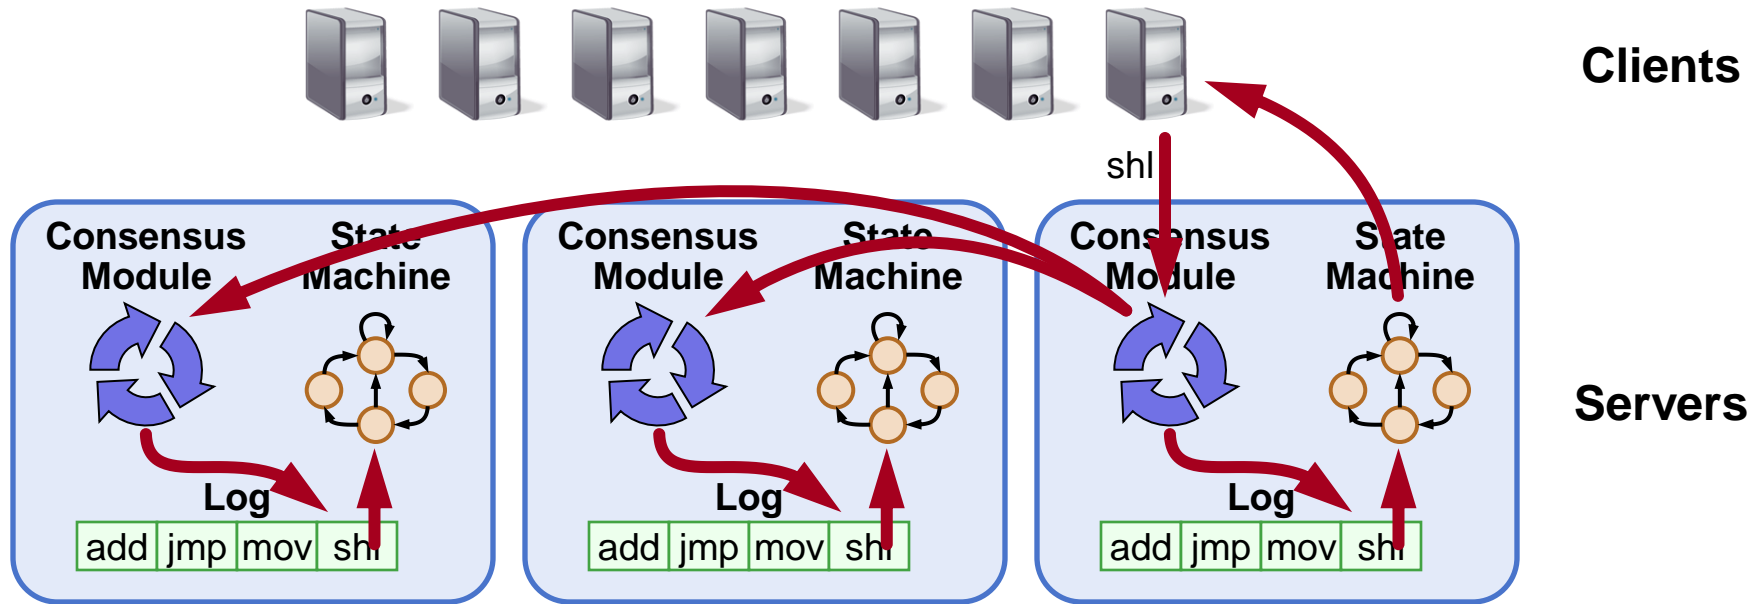 Clients
shl
Consensus Module
State Machine
Consensus Module
State Machine
Consensus Module
State Machine
Servers
Log
Log
Log
add jmp mov shl
add jmp mov shl
add jmp mov shl